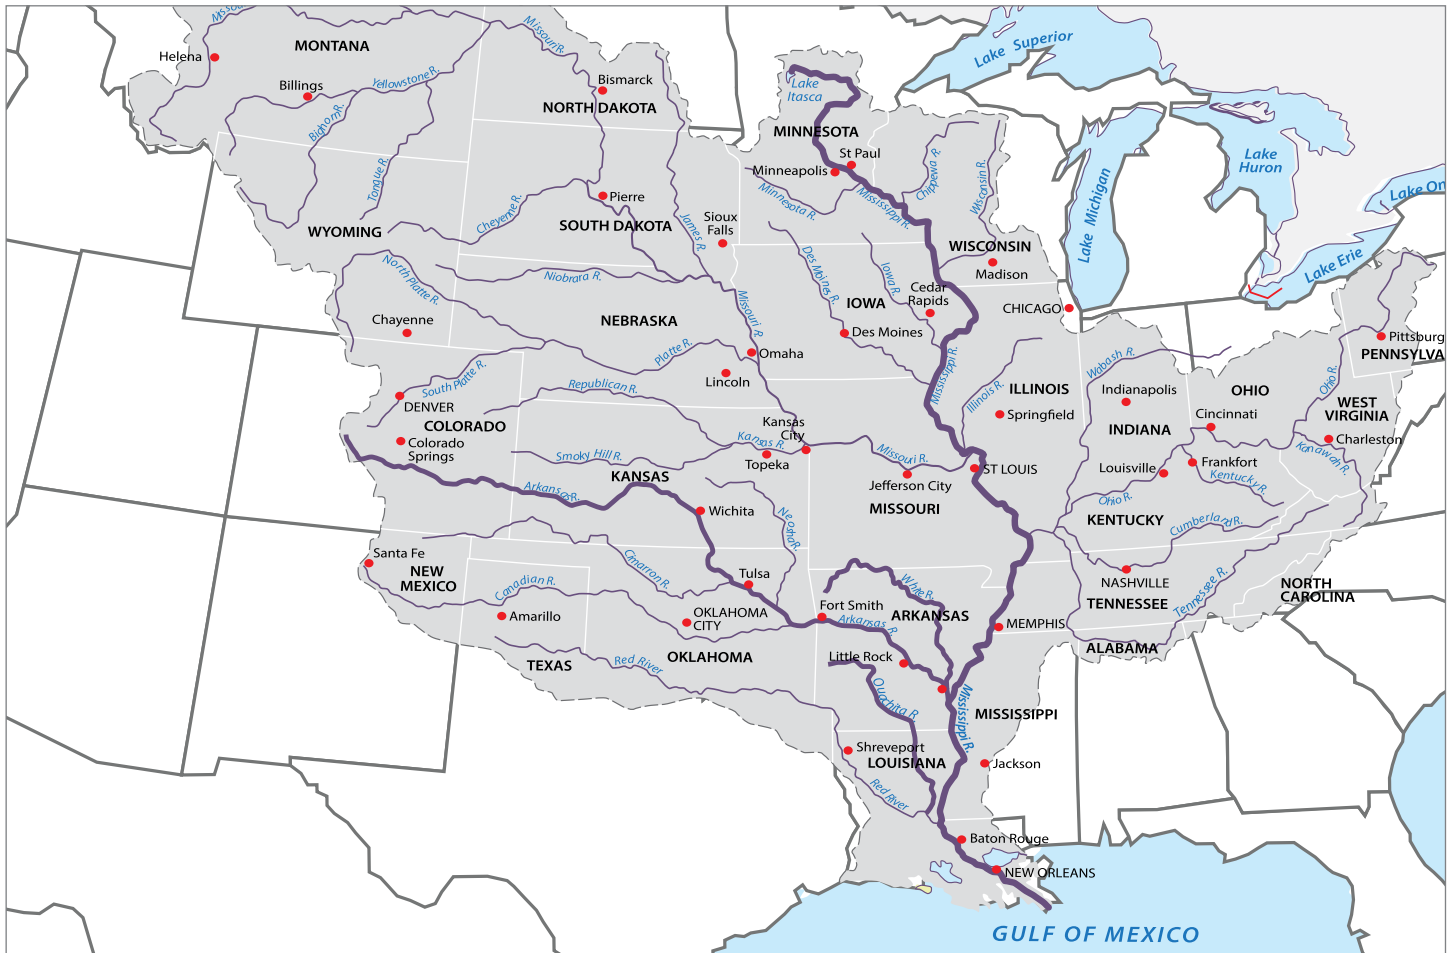 Missou
MONTANA
Helena
Billings
Yellowstone R.
Bighorn R.
Tongue R.
Missouri R.
Bismarck
NORTH DAKOTA
Lake
Itasca
MINNESOTA
St Paul
Minneapolis
Minnesota R.
Mississippi R.
Chippewa R.
Wisconsin R.
Lake Superior
Lake Michigan
Lake
Huron
Lake On
Lake Erie
WYOMING
Cheyenne R.
Pierre
SOUTH DAKOTA
James R.
Sioux
Falls
WISCONSIN
Madison
North Platte R.
Niobrara R.
Missouri R.
Des Moines R.
Iowa R.
IOWA
Cedar
Rapids
CHICAGO
Chayenne
NEBRASKA
Des Moines
Platte R.
Omaha
Lincoln
Mississippi R.
South Platte R.
DENVER
COLORADO
Colorado
Springs
Republican R.
Kansas
City
Kansas R.
Topeka
Smoky Hill R.
KANSAS
Arkansas R.
Wichita
Neosha R.
Missouri R.
Jefferson City
MISSOURI
ST LOUIS
Illinois R.
ILLINOIS
Springfield
Wabash R.
Indianapolis
INDIANA
OHIO
Cincinnati
Ohio R.
Pittsburg
PENNSYLVA
WEST
VIRGINIA
Charleston
Kanawah R.
Louisville
Frankfort
Kentucky R.
Ohio R.
KENTUCKY
Cumberland R.
NASHVILLE
TENNESSEE
Tennessee R.
NORTH
CAROLINA
ALABAMA
Santa Fe
NEW
MEXICO
Canadian R.
Amarillo
Cimarron R.
Tulsa
OKLAHOMA
CITY
Fort Smith
White R.
ARKANSAS
Arkansas R.
MEMPHIS
Little Rock
TEXAS
Red River
OKLAHOMA
Ouachita R.
Mississippi R.
MISSISSIPPI
Shreveport
LOUISIANA
Jackson
Red River
Baton Rouge
NEW ORLEANS
GULF OF MEXICO